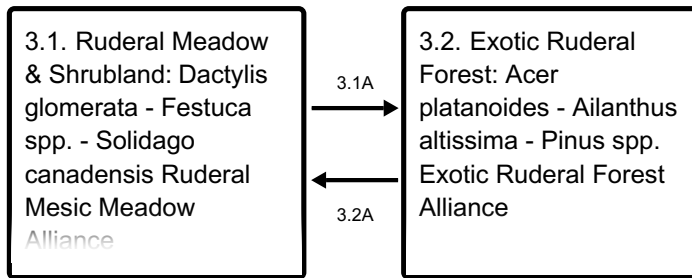 3.1. Ruderal Meadow
& Shrubland: Dactylis
glomerata - Festuca
spp. - Solidago
canadensis Ruderal
Mesic Meadow
Alliance
3.1A
3.2A
3.2. Exotic Ruderal
Forest: Acer
platanoides - Ailanthus
altissima - Pinus spp.
Exotic Ruderal Forest
Alliance